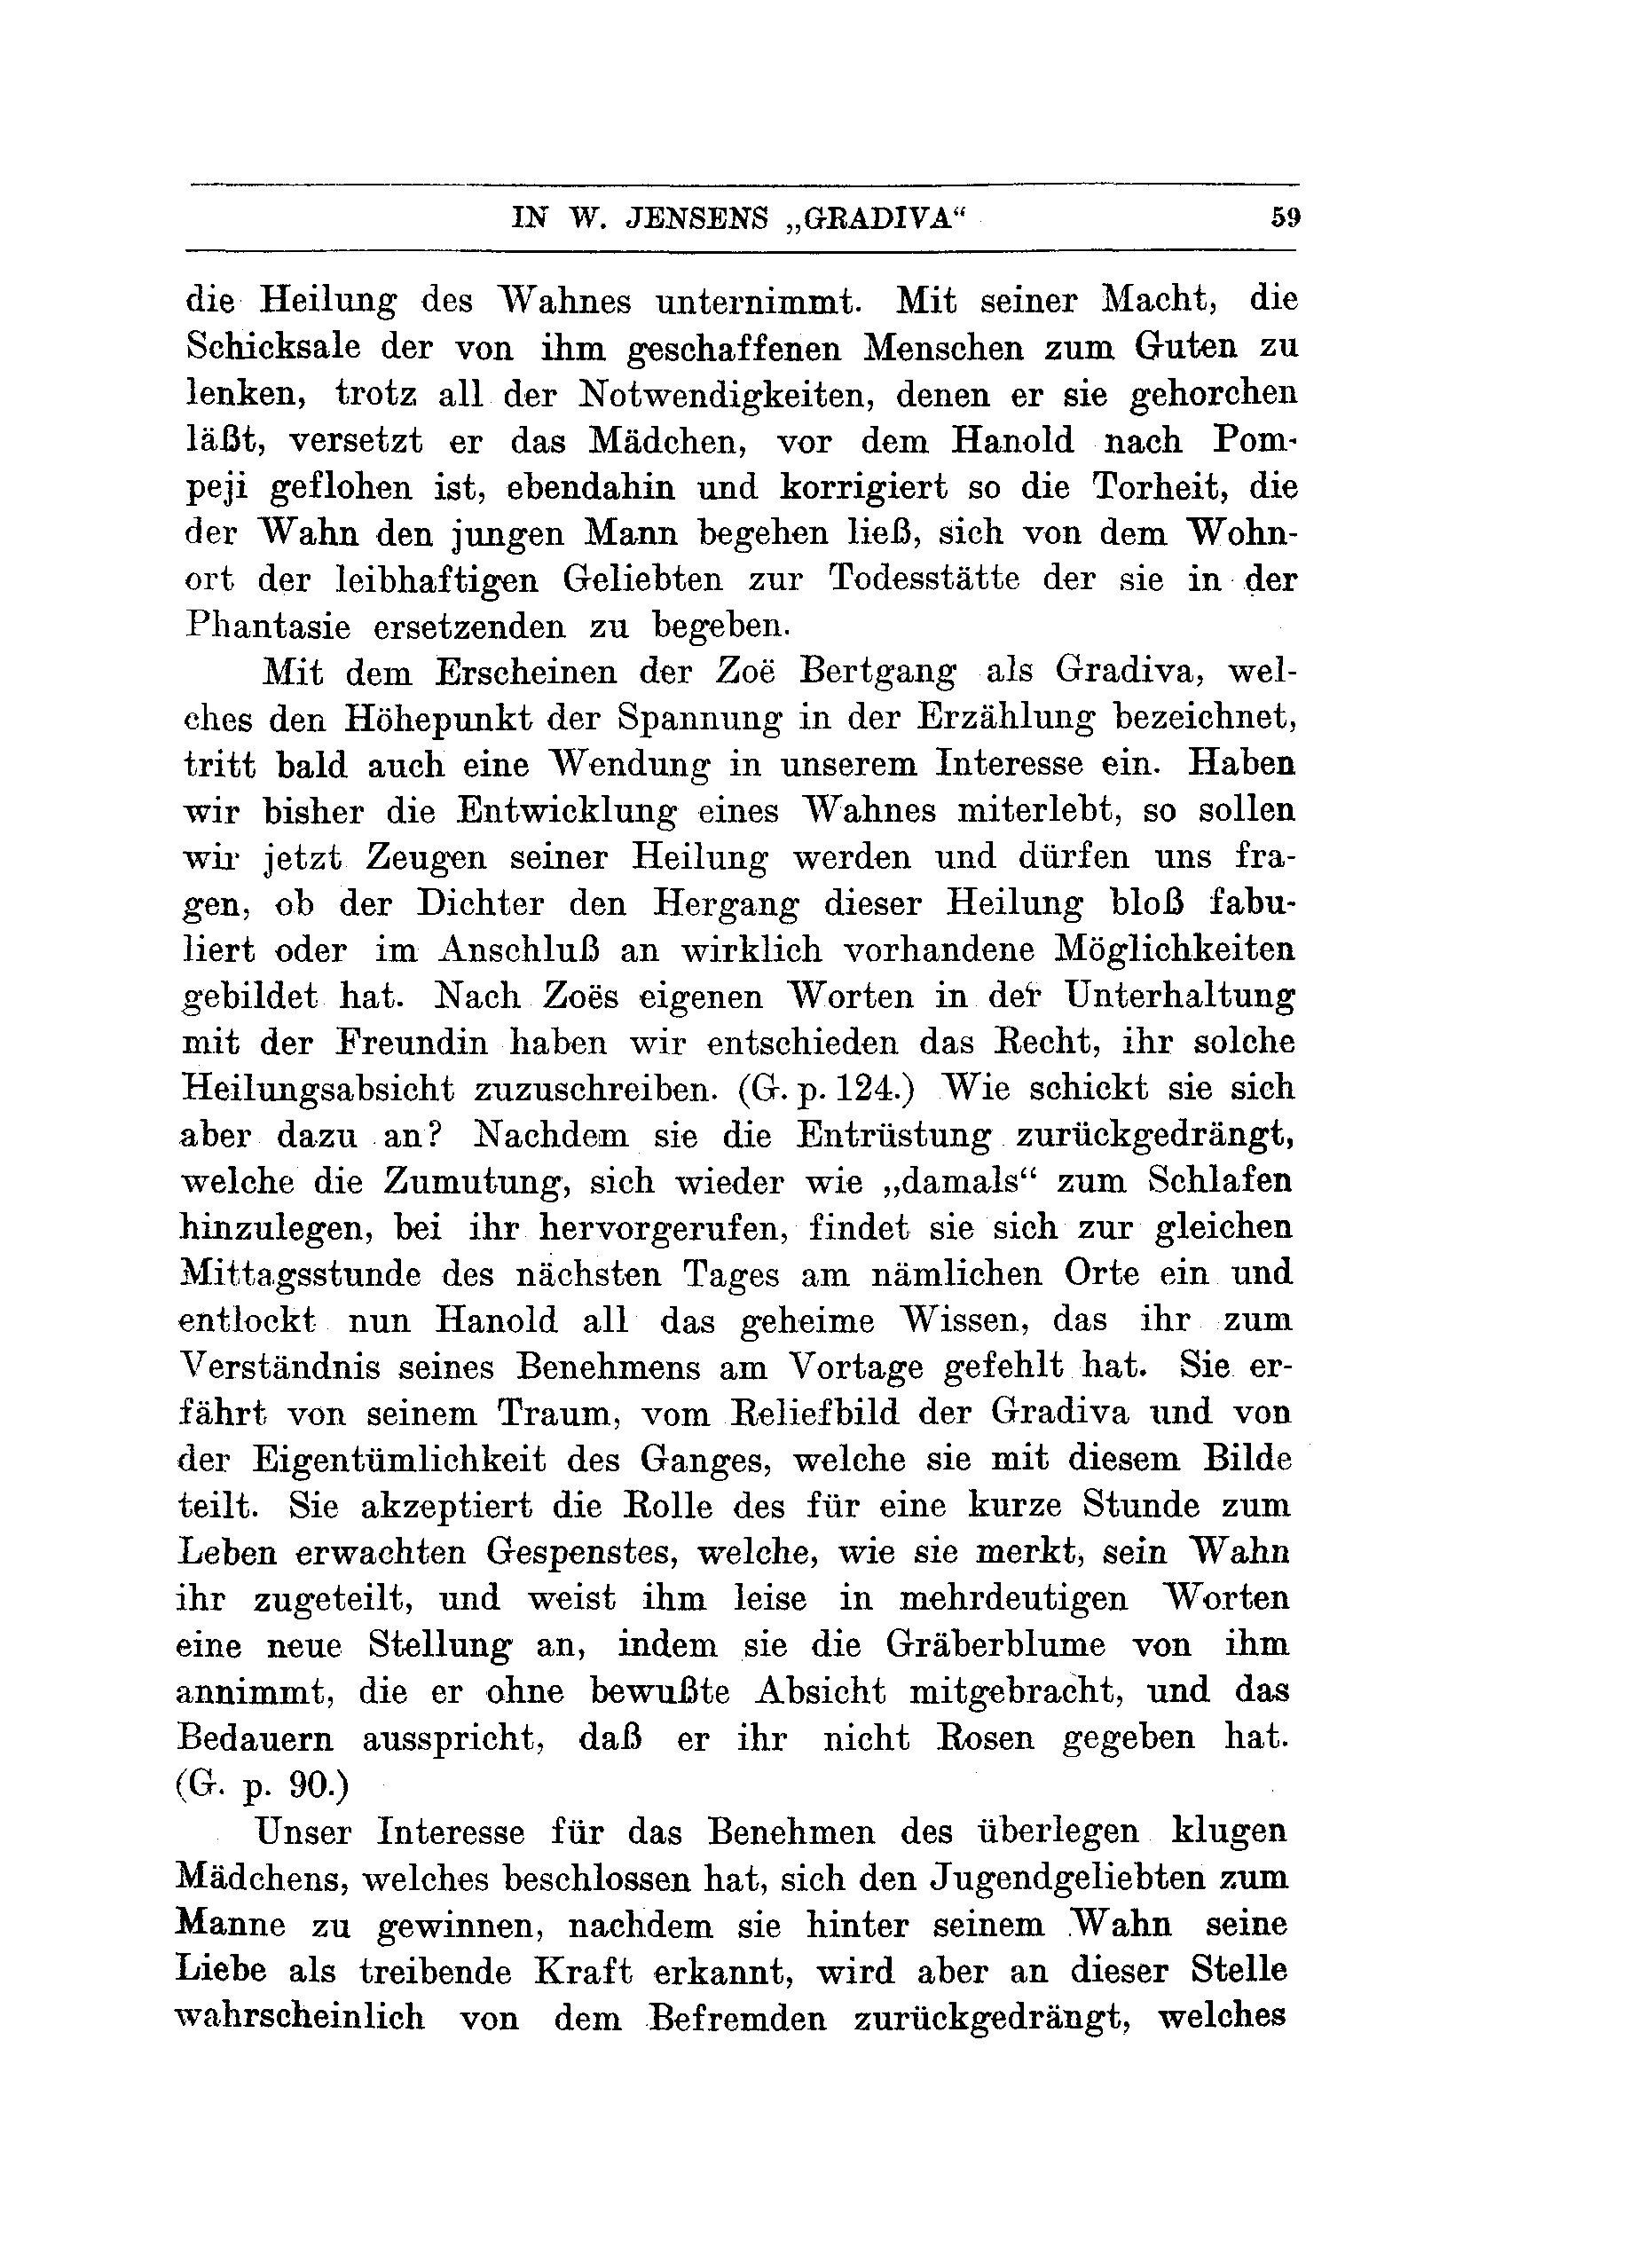 IN W. JENSENS „GRADIVA“ 59
die Heilung des Wahnes unternimmt. Mit seiner Macht, die
Schicksale der von ihm geschaffenen Menschen zum Guten zu
lenken, trotz all der Notwendigkeiten, denen er sie gehorchen
läßt, versetzt er das Mädchen, vor dem Hanold nach Pom-
peji geflohen ist, ebendahin und korrigiert so die Torheit, die
der Wahn den jungen Mann begehen ließ, sich von dem Wohn-
ort der leibhaftigen Geliebten zur Todesstätte der sie in der
Phantasie ersetzenden zu begeben.
Mit dem Erscheinen der Zoë Bertgang als Gradiva, wel-
ches den Höhepunkt der Spannung in der Erzählung bezeichnet,
tritt bald auch eine Wendung in unserem Interesse ein. Haben
wir bisher die Entwicklung eines Wahnes miterlebt, so sollen
wir jetzt Zeugen seiner Heilung werden und dürfen uns fra-
gen, ob der Dichter den Hergang dieser Heilung bloß fabu-
liert oder im Anschluß an wirklich vorhandene Möglichkeiten
gebildet hat. Nach Zoës eigenen Worten in der Unterhaltung
mit der Freundin haben wir entschieden das Recht, ihr solche
Heilungsabsicht zuzuschreiben. (G. p. 124.) Wie schickt sie sich
aber dazu an? Nachdem sie die Entrüstung zurückgedrängt,
welche die Zumutung, sich wieder wie „damals“ zum Schlafen
hinzulegen, bei ihr hervorgerufen, findet sie sich zur gleichen
Mittagsstunde des nächsten Tages am nämlichen Orte ein und
entlockt nun Hanold all das geheime Wissen, das ihr zum
Verständnis seines Benehmens am Vortage gefehlt hat. Sie er-
fährt von seinem Traum, vom Reliefbild der Gradiva und von
der Eigentümlichkeit des Ganges, welche sie mit diesem Bilde
teilt. Sie akzeptiert die Rolle des für eine kurze Stunde zum
Leben erwachten Gespenstes, welche, wie sie merkt, sein Wahn
ihr zugeteilt, und weist ihm leise in mehrdeutigen Worten
eine neue Stellung an, indem sie die Gräberblume von ihm
annimmt, die er ohne bewußte Absicht mitgebracht, und das
Bedauern ausspricht, daß er ihr nicht Rosen gegeben hat.
(G. p. 90.)
Unser Interesse für das Benehmen des überlegen klugen
Mädchens, welches beschlossen hat, sich den Jugendgeliebten zum
Manne zu gewinnen, nachdem sie hinter seinem Wahn seine
Liebe als treibende Kraft erkannt, wird aber an dieser Stelle
wahrscheinlich von dem Befremden zurückgedrängt, welches